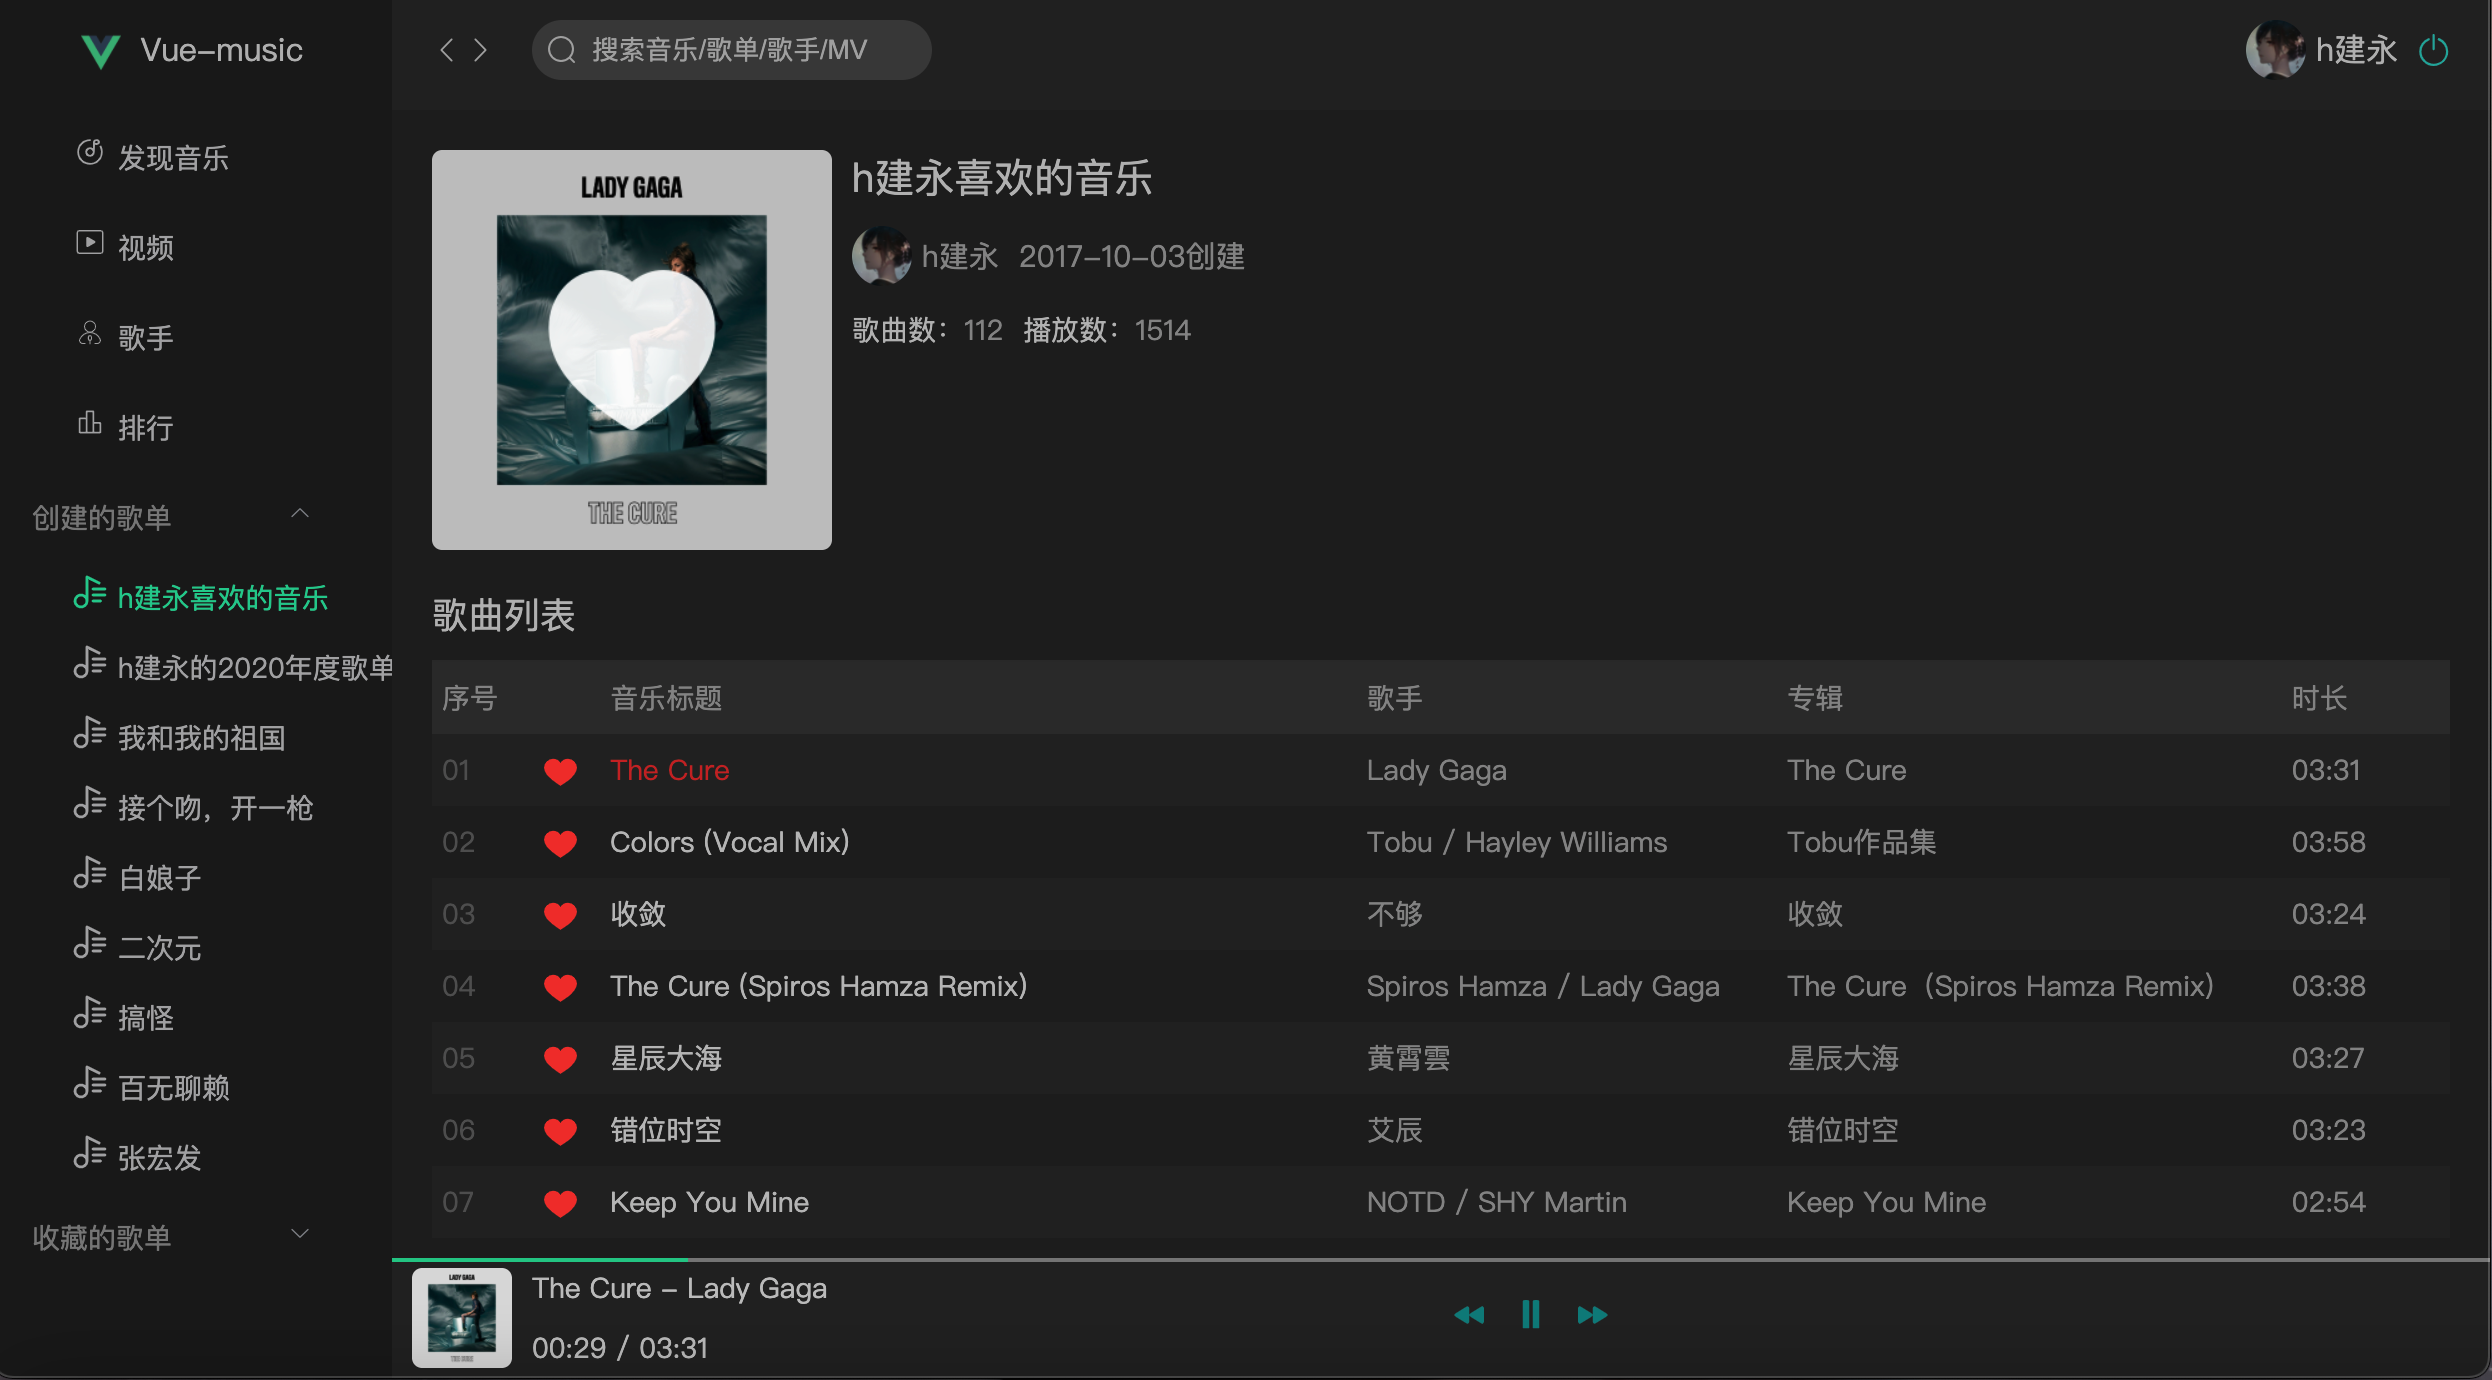 Vue-music
搜索音乐/歌单/歌手/MV
h建永
发现音乐
视频
歌手
排行
创建的歌单
h建永喜欢的音乐
h建永的2020年度歌单
我和我的祖国
接个吻，开一枪
白娘子
二次元
搞怪
百无聊赖
张宏发
收藏的歌单
LADY GAGA
THE CURE
h建永喜欢的音乐
h建永 2017-10-03创建
歌曲数：112 播放数：1514
歌曲列表
序号 音乐标题 歌手 专辑 时长
01 The Cure Lady Gaga The Cure 03:31
02 Colors (Vocal Mix) Tobu / Hayley Williams Tobu作品集 03:58
03 收敛 不够 收敛 03:24
04 The Cure (Spiros Hamza Remix) Spiros Hamza / Lady Gaga The Cure（Spiros Hamza Remix) 03:38
05 星辰大海 黄霄雲 星辰大海 03:27
06 错位时空 艾辰 错位时空 03:23
07 Keep You Mine NOTD / SHY Martin Keep You Mine 02:54
LADY GAGA
THE CURE
The Cure - Lady Gaga
00:29 / 03:31